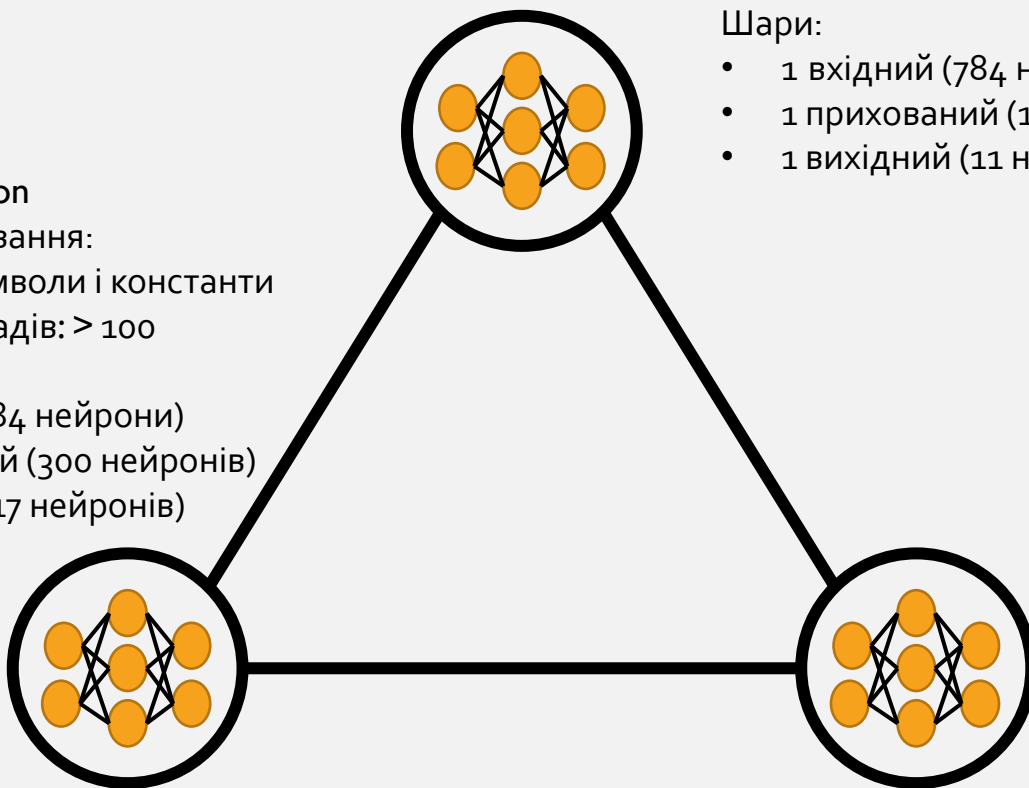 Шари:
• 1 вхідний (784 н
• 1 прихований (1
• 1 вихідний (11 н
on
вання:
мволи і константи
адів: > 100
84 нейрони)
й (300 нейронів)
17 нейронів)